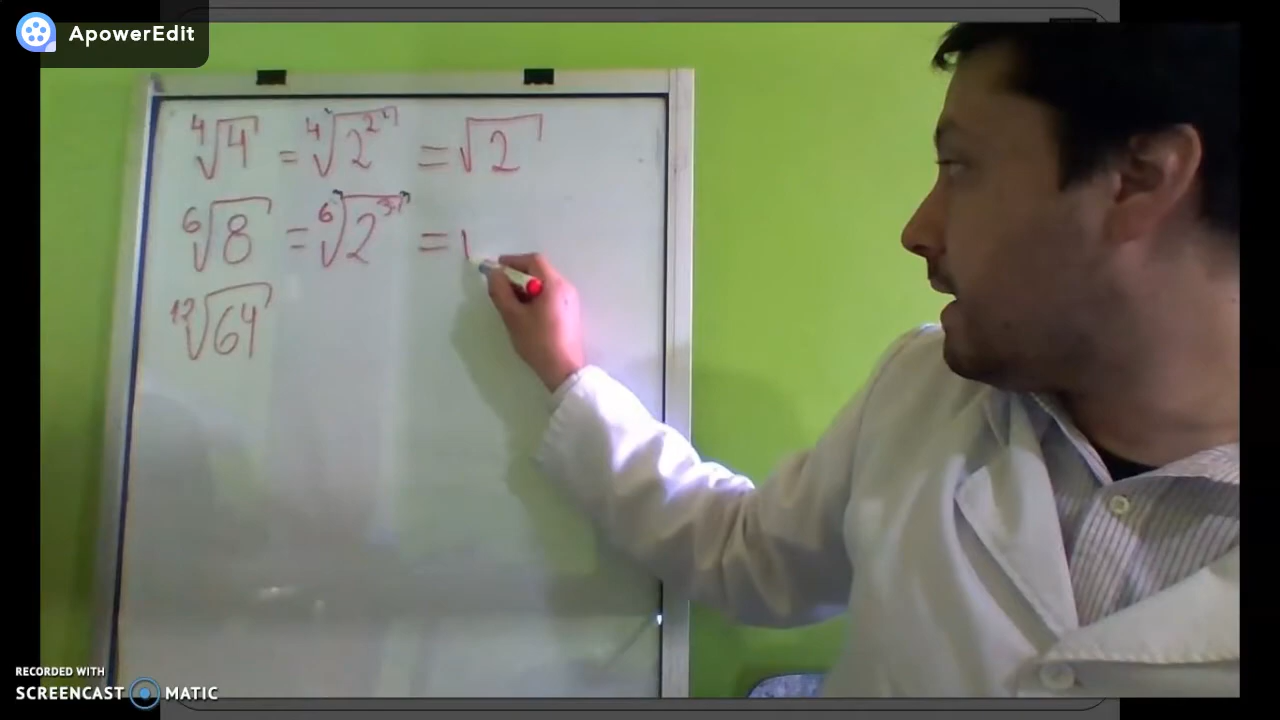 ApowerEdit
⁴√4 = ⁴√2² = √2
⁶√8 = ⁶√2³ =
¹²√64
RECORDED WITH
SCREENCAST MATIC